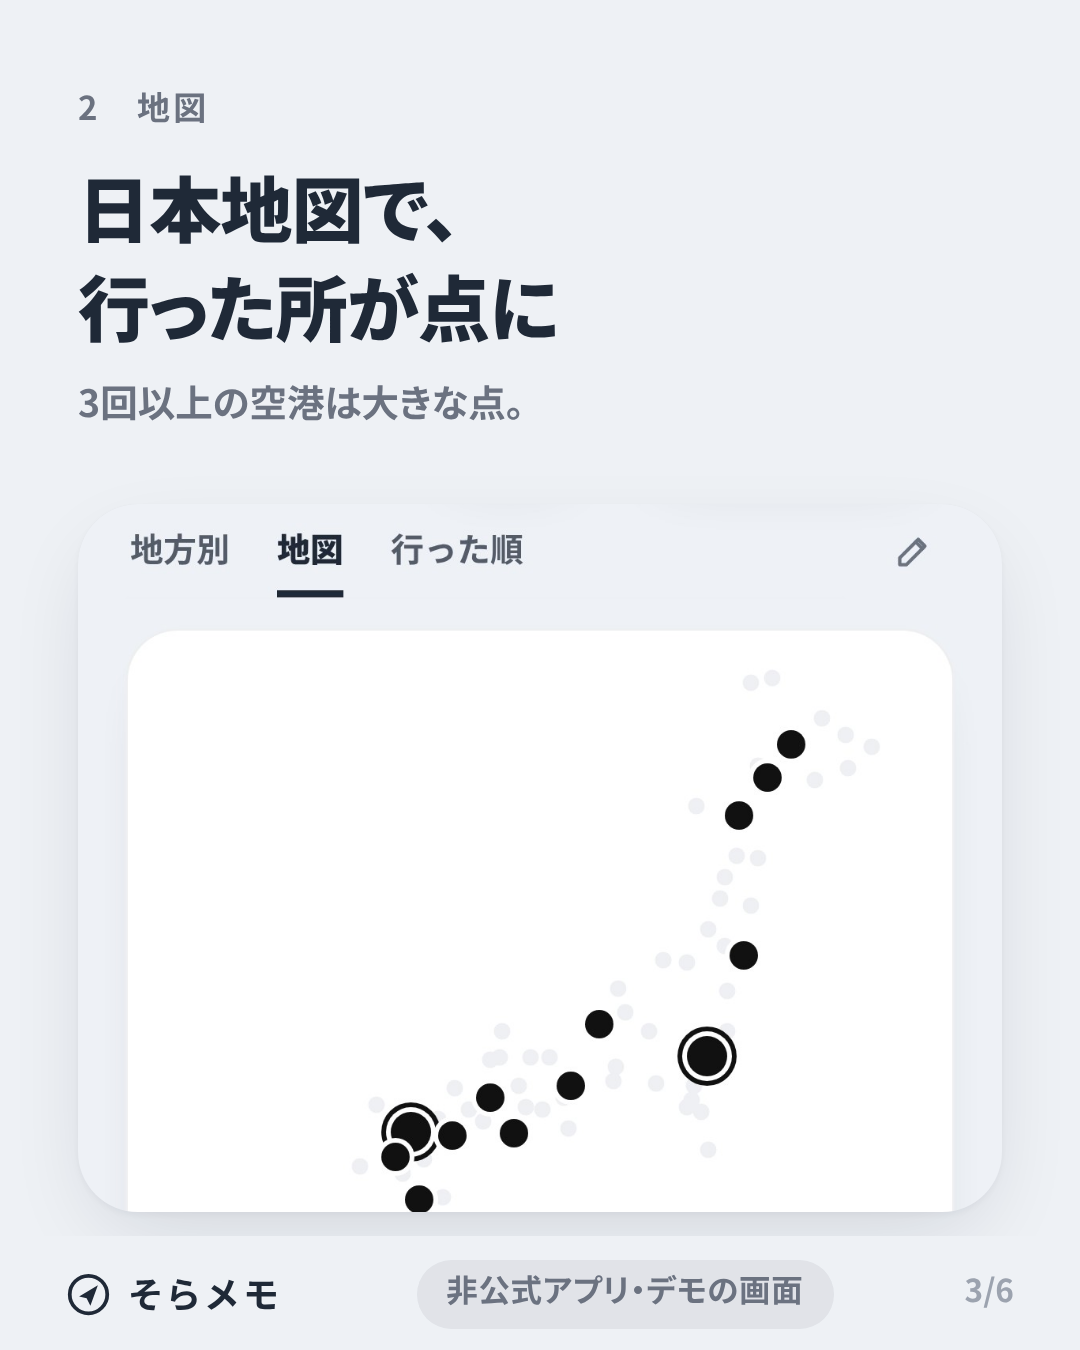 2 地図
日本地図で、
行った所が点に
3回以上の空港は大きな点。
地方別 地図 行った順
そらメモ 非公式アプリ・デモの画面 3/6